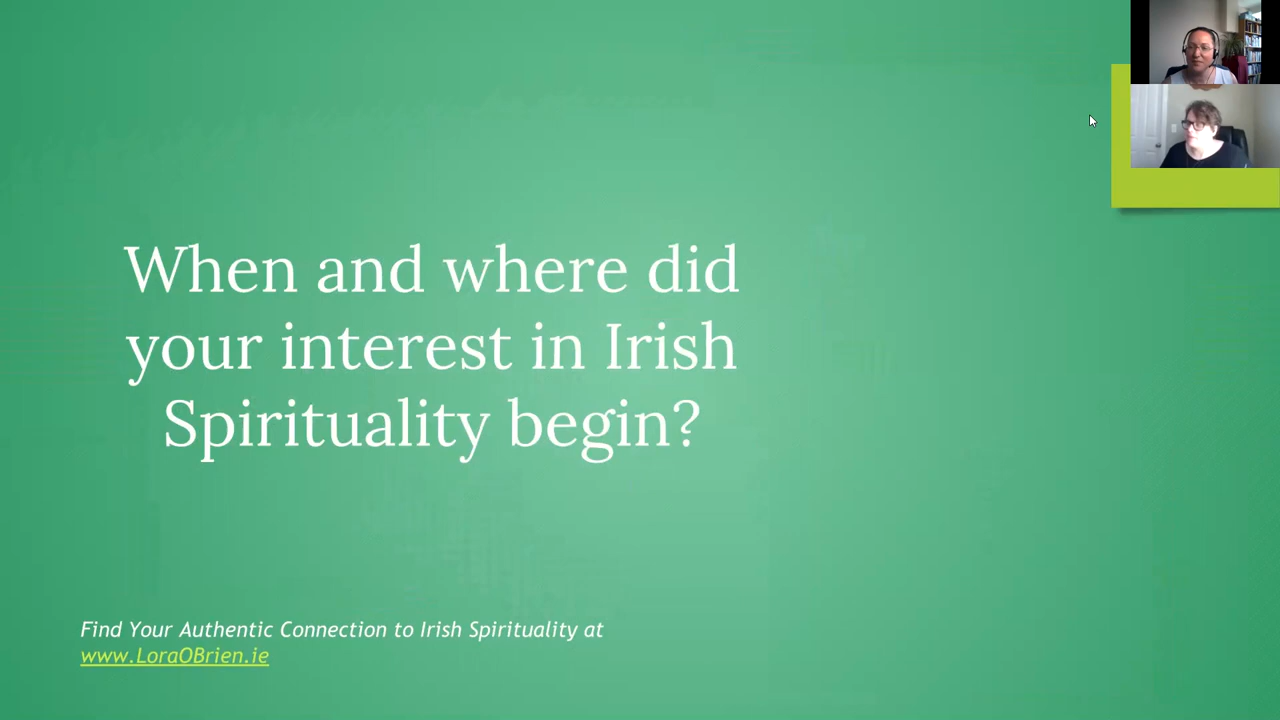 When and where did
your interest in Irish
Spirituality begin?
Find Your Authentic Connection to Irish Spirituality at
www.LoraOBrien.ie